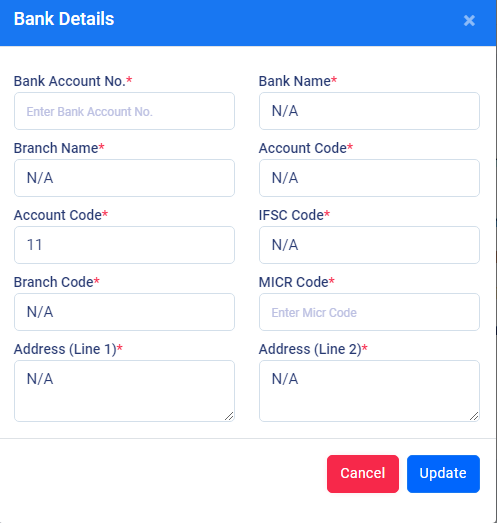 Bank Details ×
Bank Account No.* Bank Name*
Enter Bank Account No. N/A
Branch Name* Account Code*
N/A N/A
Account Code* IFSC Code*
11 N/A
Branch Code* MICR Code*
N/A Enter Micr Code
Address (Line 1)* Address (Line 2)*
N/A N/A
Cancel Update